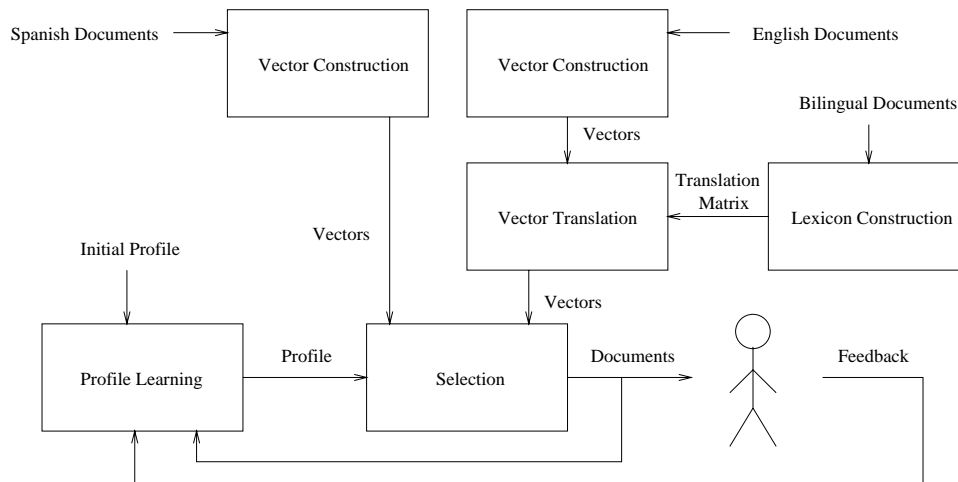 Spanish Documents
Vector Construction
Vector Construction
English Documents
Bilingual Documents
Vectors
Translation
Matrix
Vector Translation
Lexicon Construction
Vectors
Initial Profile
Vectors
Profile Learning
Profile
Selection
Documents
Feedback